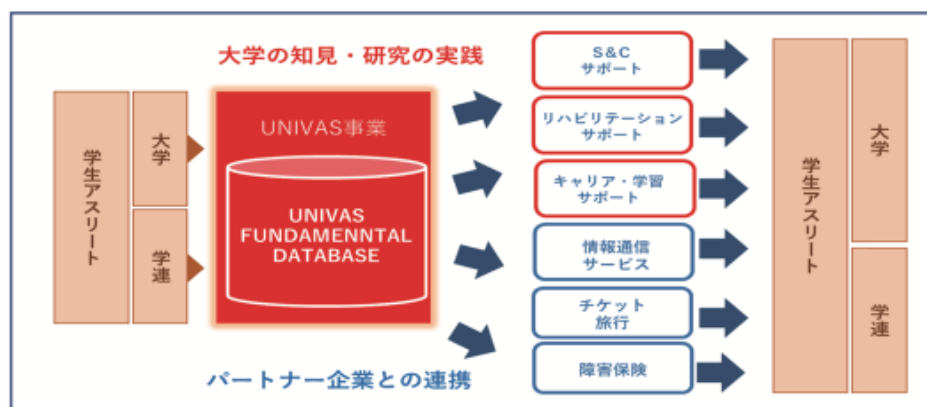 大学の知見・研究の実践
学生アスリート
大学
学連
UNIVAS事業
UNIVAS
FUNDAMENNTAL
DATABASE
パートナー企業との連携
S&C
サポート
リハビリテーション
サポート
キャリア・学習
サポート
情報通信
サービス
チケット
旅行
障害保険
学生アスリート
大学
学連